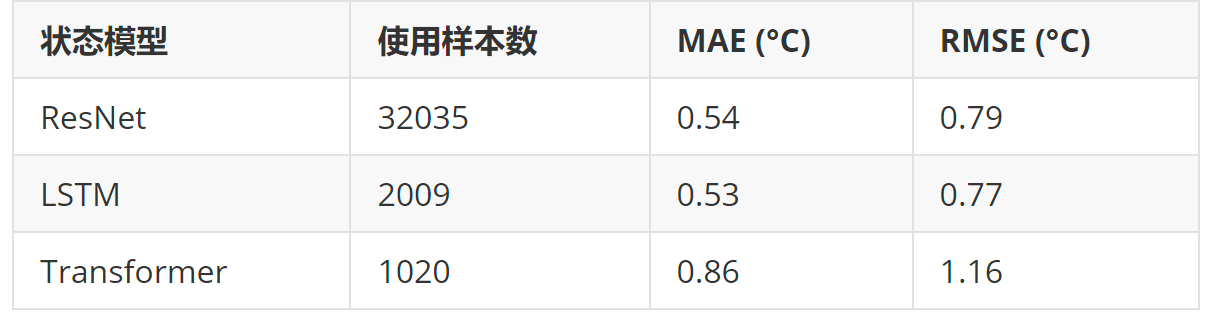 状态模型 使用样本数 MAE (°C) RMSE (°C)
ResNet 32035 0.54 0.79
LSTM 2009 0.53 0.77
Transformer 1020 0.86 1.16